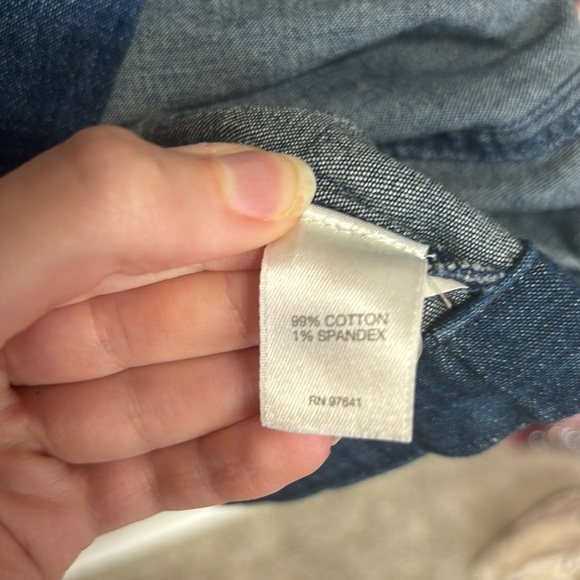 99% COTTON
1% SPANDEX
RN 97641